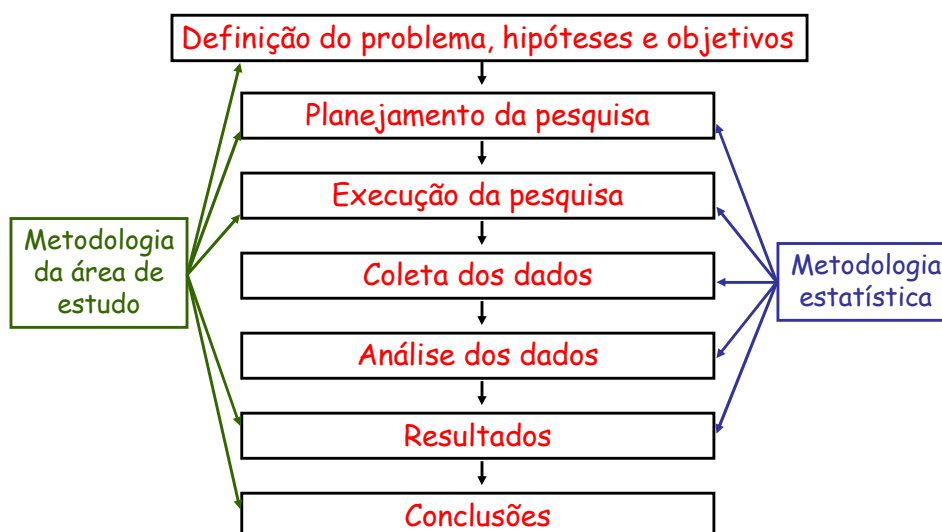 Definição do problema, hipóteses e objetivos
Planejamento da pesquisa
Execução da pesquisa
Metodologia
da área de
estudo
Coleta dos dados
Metodologia
estatística
Análise dos dados
Resultados
Conclusões